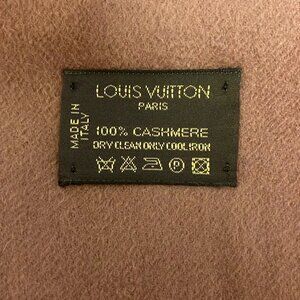 LOUIS VUITTON
PARIS
MADE IN
ITALY
100% CASHMERE
DRY CLEAN ONLY COOL IRON
P